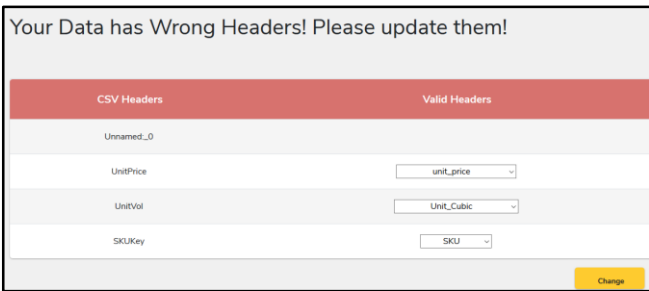 Your Data has Wrong Headers! Please update them!
CSV Headers Valid Headers
Unnamed:_0
UnitPrice unit_price
UnitVol Unit_Cubic
SKUKey SKU
Change